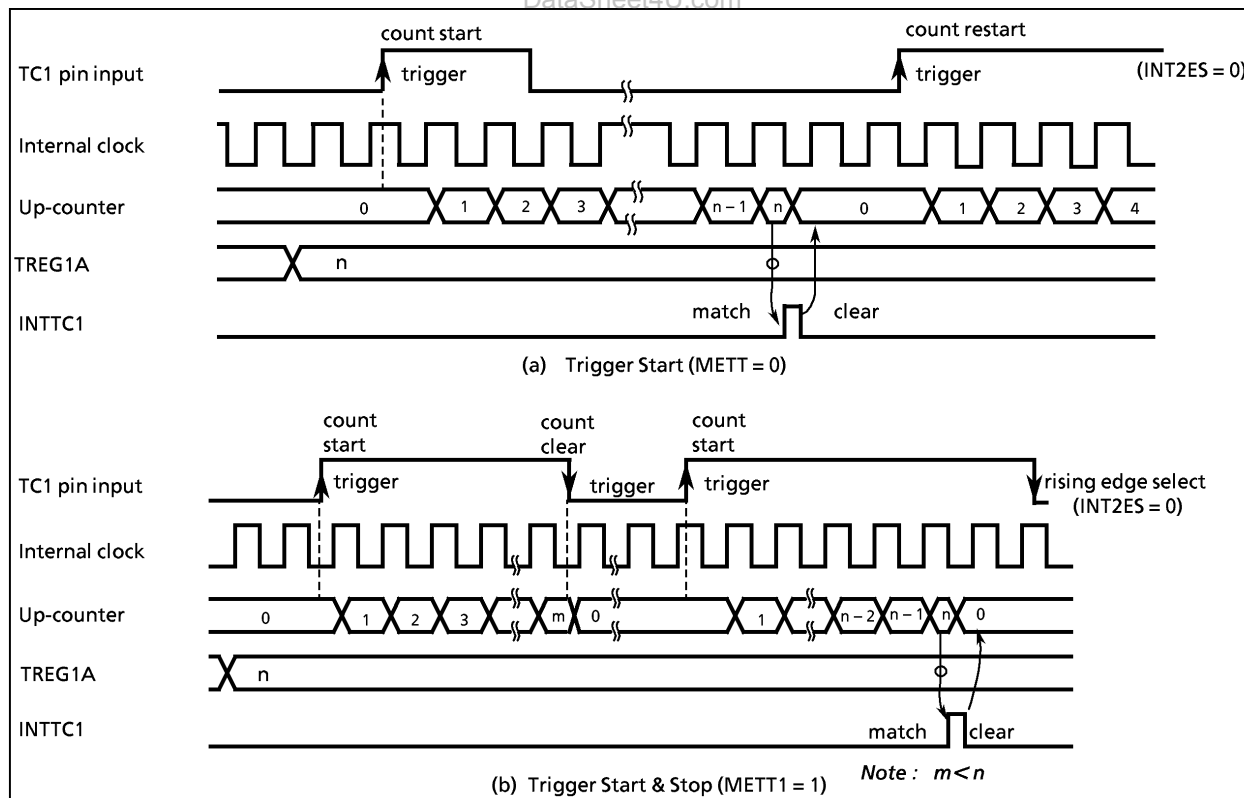 DataSheet4U.com
count start
count restart
TC1 pin input
trigger
trigger
(INT2ES = 0)
Internal clock
Up-counter
0 1 2 3 n – 1 n 0 1 2 3 4
TREG1A
n
INTTC1
match
clear
(a) Trigger Start (METT = 0)
count start
count clear
count start
TC1 pin input
trigger
trigger
trigger
rising edge select
(INT2ES = 0)
Internal clock
Up-counter
0 1 2 3 m 0 1 n – 2 n – 1 n 0
TREG1A
n
INTTC1
match
clear
Note : m < n
(b) Trigger Start & Stop (METT1 = 1)